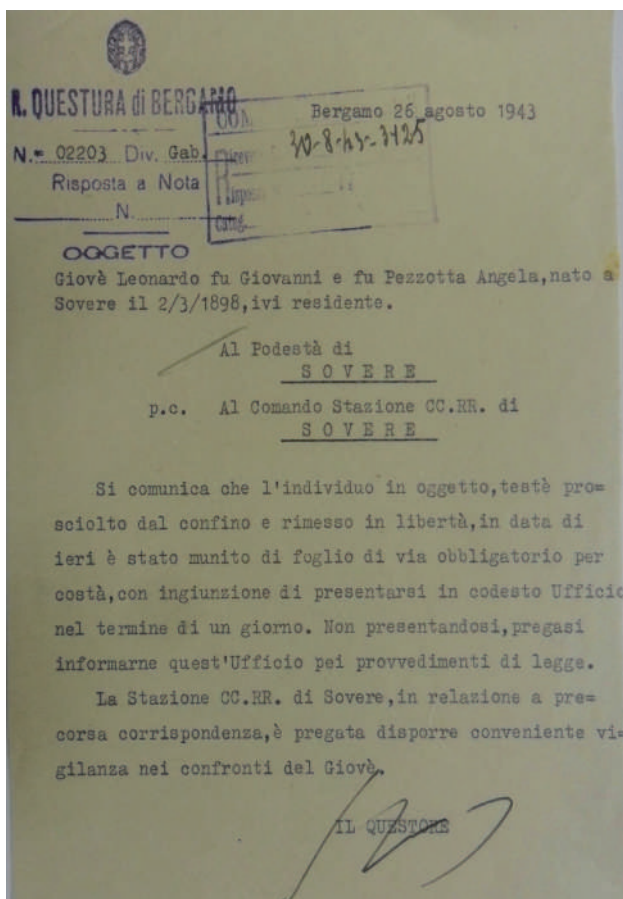 R. QUESTURA di BERGAMO
Bergamo 26 agosto 1943
30-8-43-3125
N.º 02203 Div. Gab.
Risposta a Nota
N.
OGGETTO
Giovè Leonardo fu Giovanni e fu Pezzotta Angela,nato a
Sovere il 2/3/1898,ivi residente.
Al Podestà di
S O V E R E
p.c. Al Comando Stazione CC.RR. di
S O V E R E
Si comunica che l'individuo in oggetto,testè pro=
sciolto dal confino e rimesso in libertà,in data di
ieri è stato munito di foglio di via obbligatorio per
costà,con ingiunzione di presentarsi in codesto Ufficio
nel termine di un giorno. Non presentandosi,pregasi
informarne quest'Ufficio pei provvedimenti di legge.
La Stazione CC.RR. di Sovere,in relazione a pre=
corsa corrispondenza,è pregata disporre conveniente vi=
gilanza nei confronti del Giovè.
IL QUESTORE